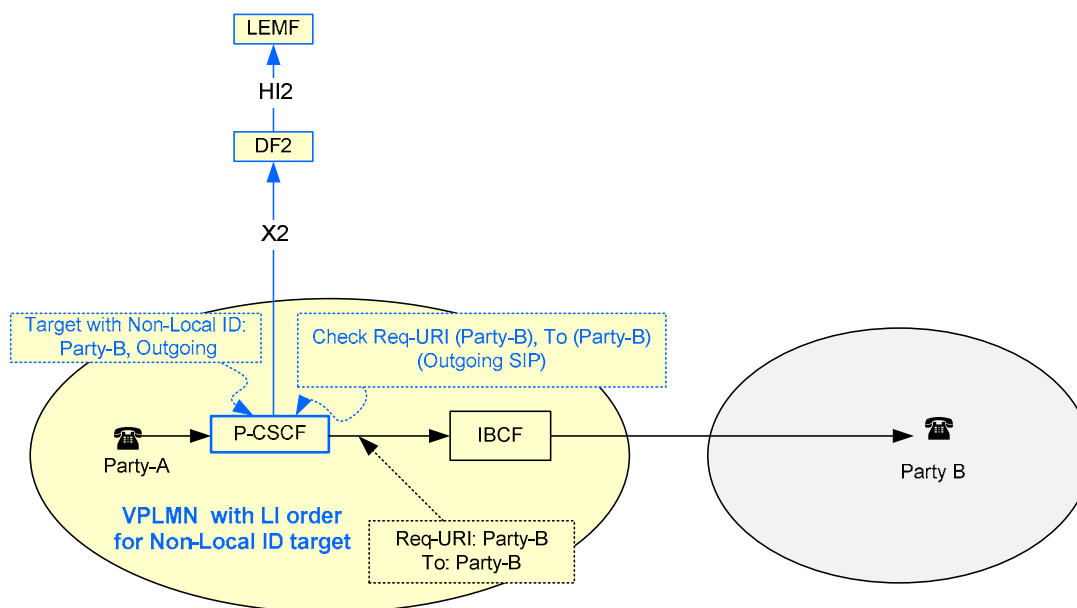 LEMF
HI2
DF2
X2
Target with Non-Local ID:
Party-B, Outgoing
Check Req-URI (Party-B), To (Party-B)
(Outgoing SIP)
Party-A
P-CSCF
IBCF
Party B
VPLMN with LI order
for Non-Local ID target
Req-URI: Party-B
To: Party-B